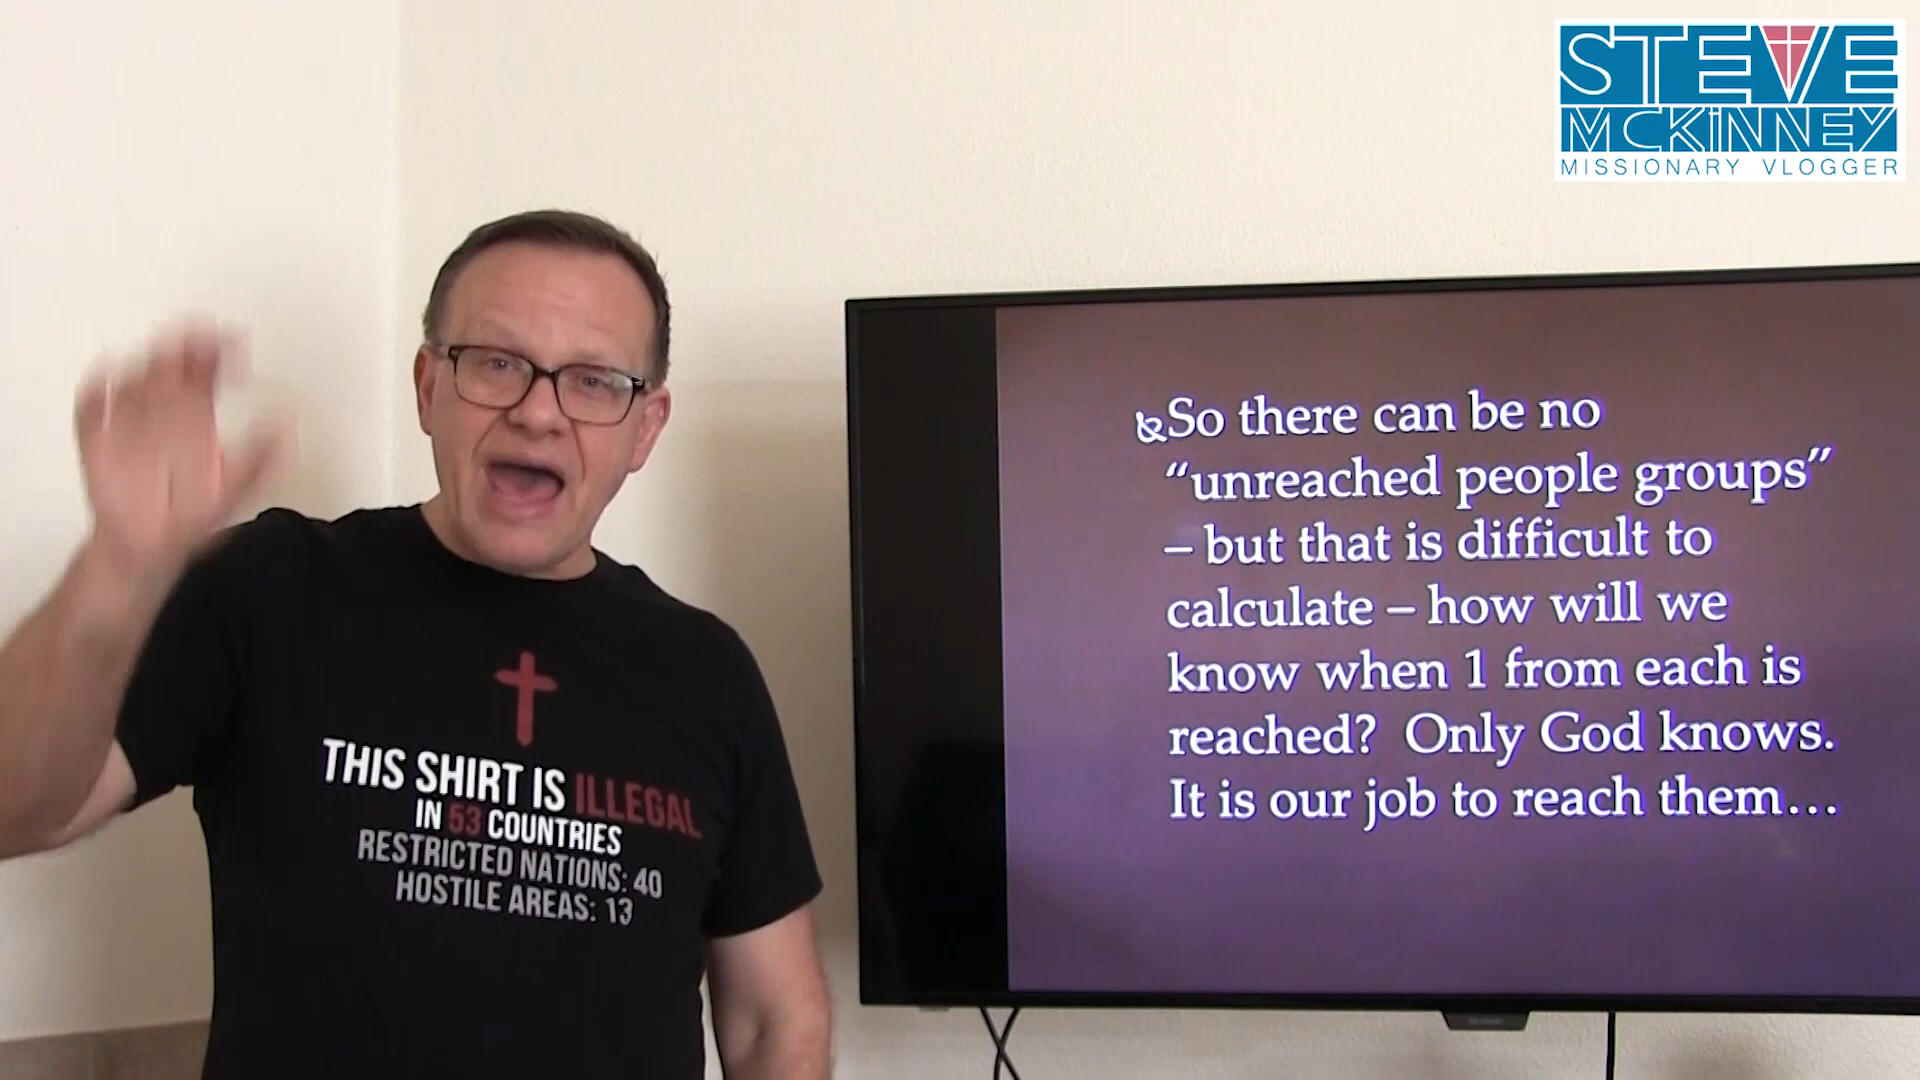 STEVE
MCKINNEY
MISSIONARY VLOGGER
So there can be no
“unreached people groups”
– but that is difficult to
calculate – how will we
know when 1 from each is
reached?  Only God knows.
It is our job to reach them…
THIS SHIRT IS ILLEGAL
IN 53 COUNTRIES
RESTRICTED NATIONS: 40
HOSTILE AREAS: 13